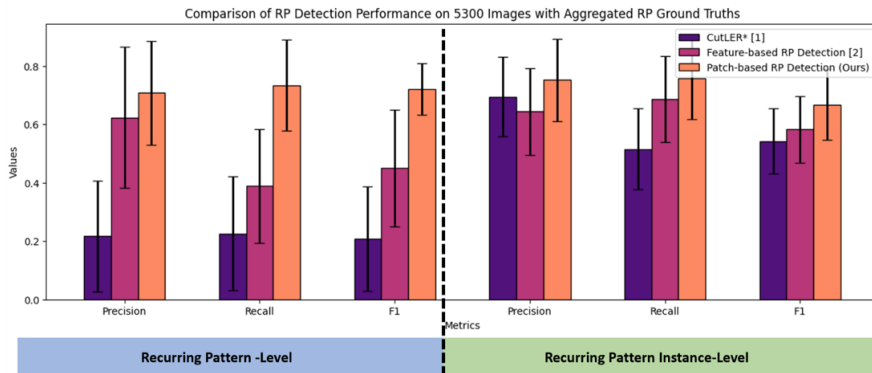 Comparison of RP Detection Performance on 5300 Images with Aggregated RP Ground Truths
CutLER* [1]
Feature-based RP Detection [2]
Patch-based RP Detection (Ours)
Values
0.8
0.6
0.4
0.2
0.0
Precision
Recall
F1
Precision
Recall
F1
Metrics
Recurring Pattern -Level
Recurring Pattern Instance-Level